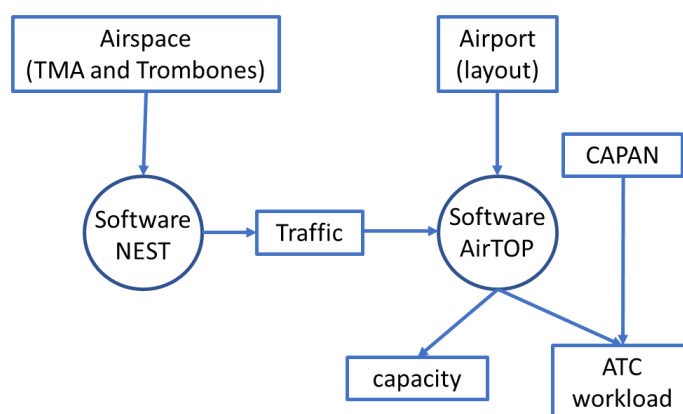 Airspace
(TMA and Trombones)
Airport
(layout)
CAPAN
Software
NEST
Traffic
Software
AirTOP
capacity
ATC
workload